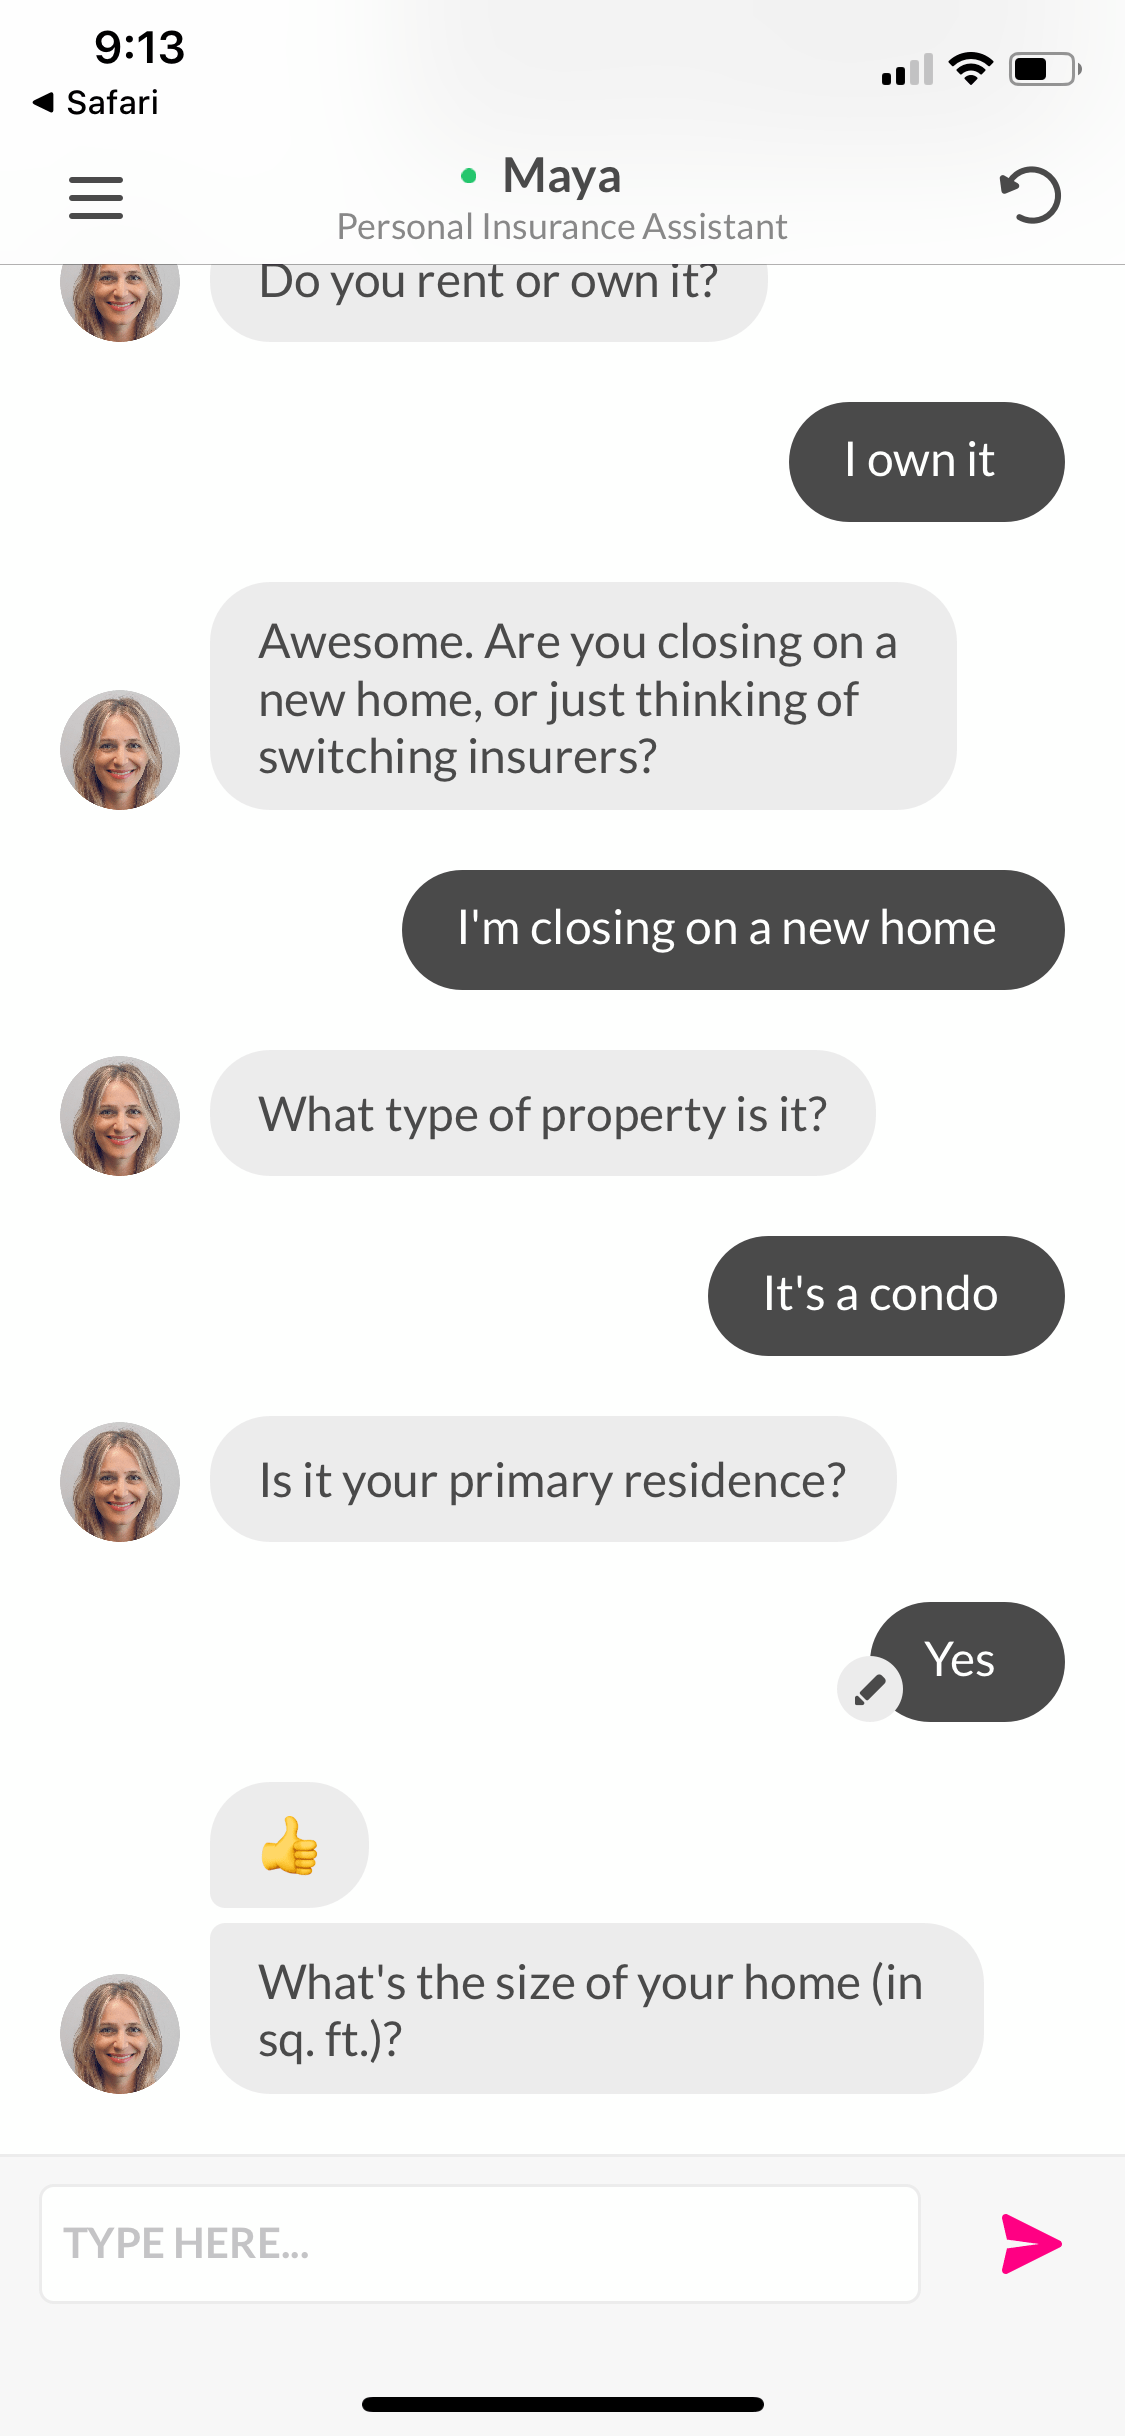 9:13
Safari
Maya
Personal Insurance Assistant
Do you rent or own it?
I own it
Awesome. Are you closing on a
new home, or just thinking of
switching insurers?
I'm closing on a new home
What type of property is it?
It's a condo
Is it your primary residence?
Yes
👍
What's the size of your home (in
sq. ft.)?
TYPE HERE...